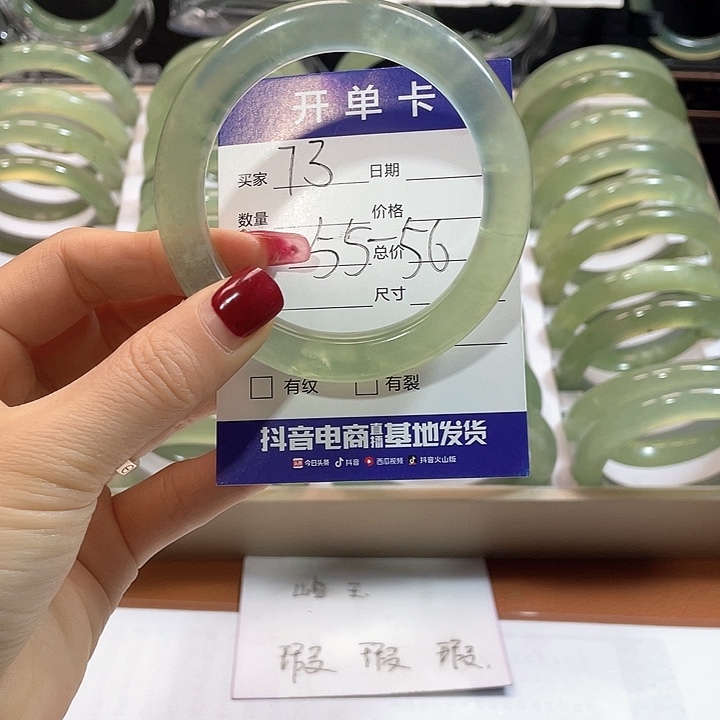 开单卡
买家 73 日期
数量 价格
55-56 总价
尺寸
有纹 有裂
抖音电商直播基地发货
今日头条 抖音 西瓜视频 抖音火山版
岫玉
瑕 瑕 瑕.